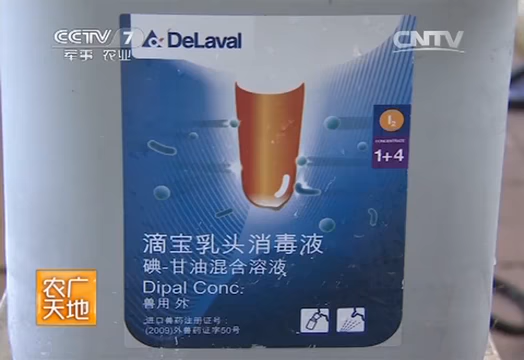 CCTV 7
军事·农业
CNTV
DeLaval
I₂
CONCENTRATE
1+4
滴宝乳头消毒液
碘-甘油混合溶液
Dipal Conc.
兽用 外
进口兽药注册证号
(2009)外兽药证字50号
农广
天地